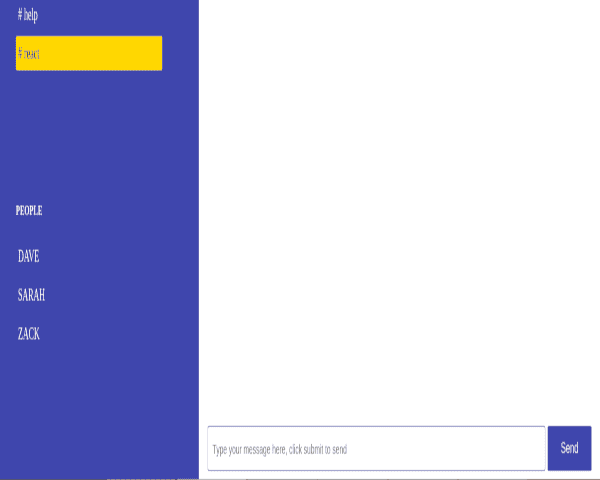 # help
# react
PEOPLE
DAVE
SARAH
ZACK
Type your message here, click submit to send
Send